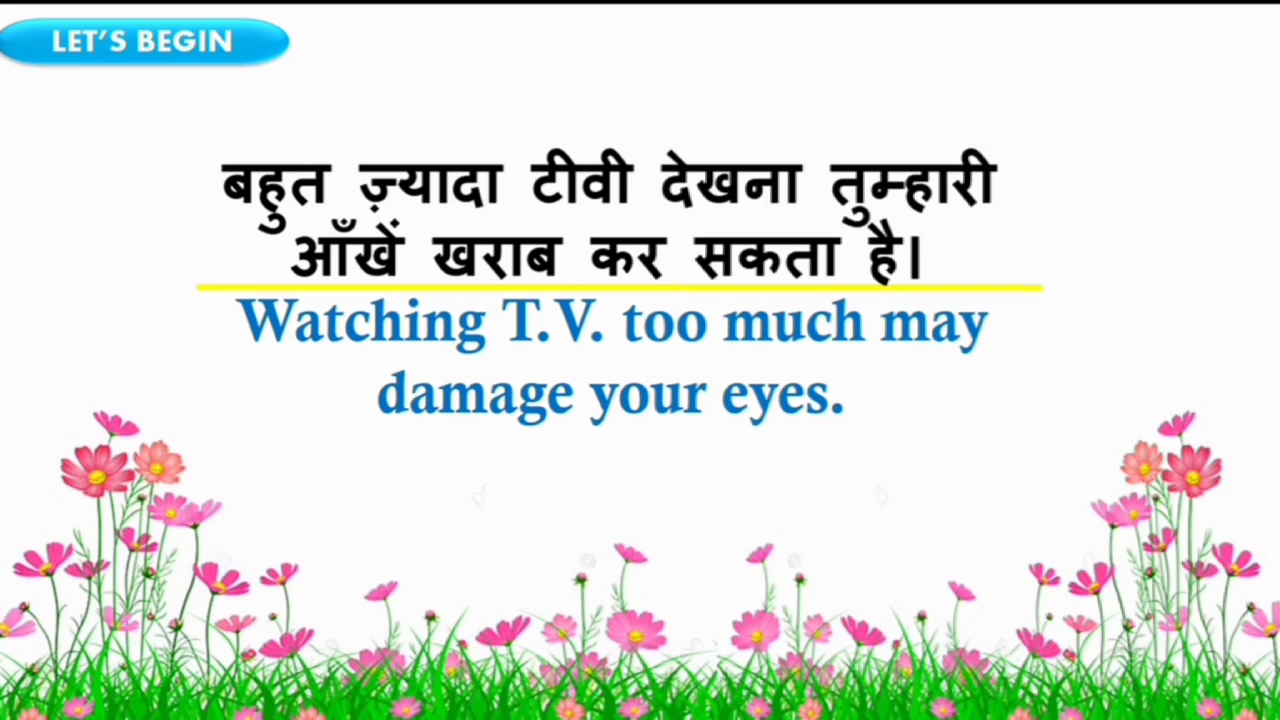 LET'S BEGIN
बहुत ज़्यादा टीवी देखना तुम्हारी
आँखें खराब कर सकता है।
Watching T.V. too much may
damage your eyes.